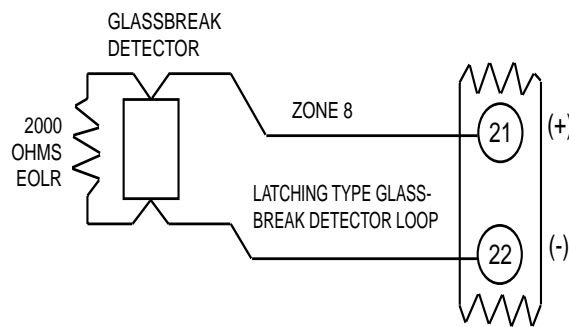 GLASSBREAK
DETECTOR
2000
OHMS
EOLR
ZONE 8
21
(+)
LATCHING TYPE GLASS-
BREAK DETECTOR LOOP
22
(-)